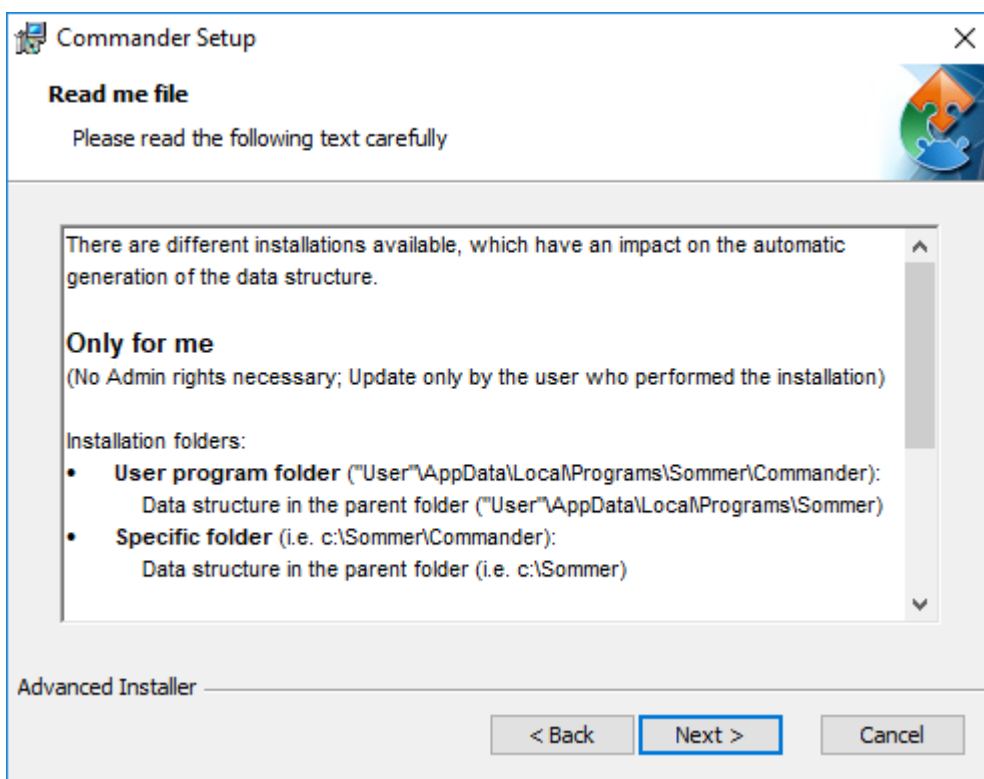 Commander Setup
Read me file
Please read the following text carefully
There are different installations available, which have an impact on the automatic
generation of the data structure.
Only for me
(No Admin rights necessary; Update only by the user who performed the installation)
Installation folders:
• User program folder ("User"\AppData\Local\Programs\Sommer\Commander):
Data structure in the parent folder ("User"\AppData\Local\Programs\Sommer)
• Specific folder (i.e. c:\Sommer\Commander):
Data structure in the parent folder (i.e. c:\Sommer)
Advanced Installer
< Back Next > Cancel